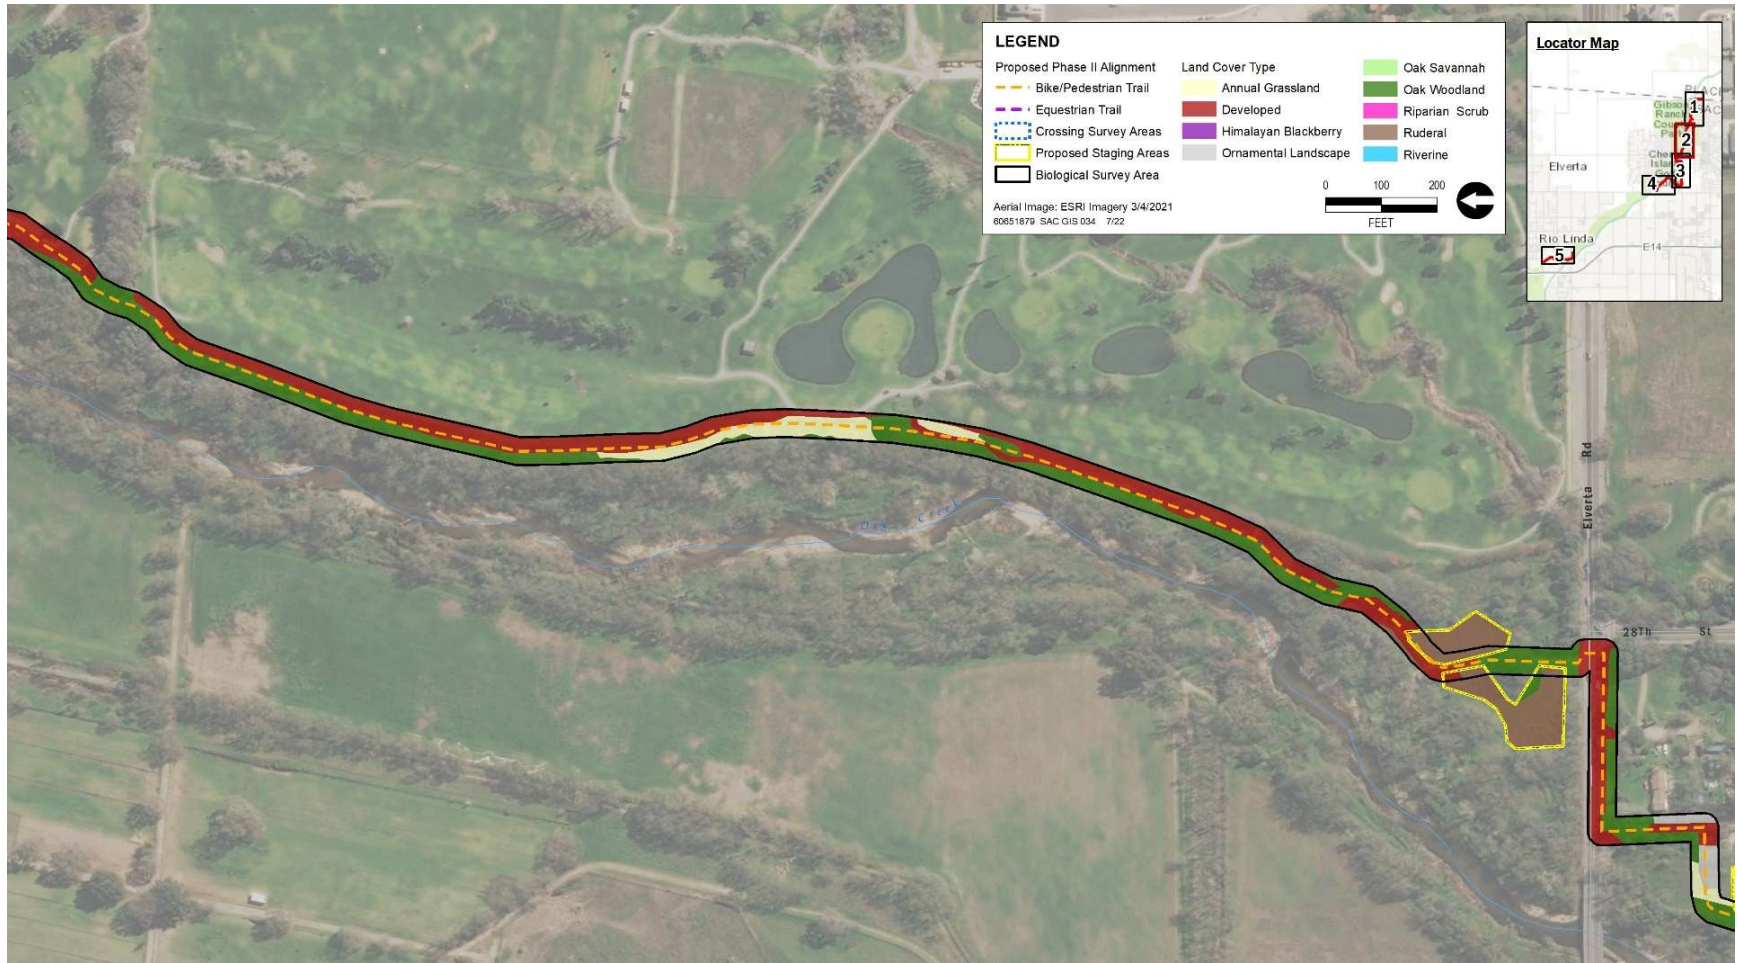 LEGEND
Proposed Phase II Alignment
Bike/Pedestrian Trail
Equestrian Trail
Crossing Survey Areas
Proposed Staging Areas
Biological Survey Area
Land Cover Type
Annual Grassland
Developed
Himalayan Blackberry
Ornamental Landscape
Oak Savannah
Oak Woodland
Riparian Scrub
Ruderal
Riverine
0 100 200
FEET
Aerial Image: ESRI Imagery 3/4/2021
60651879 SAC GIS 034 7/22
Locator Map
1
2
3
4
5
Elverta
Rio Linda
E14
Dry Creek
Elverta Rd
28Th St